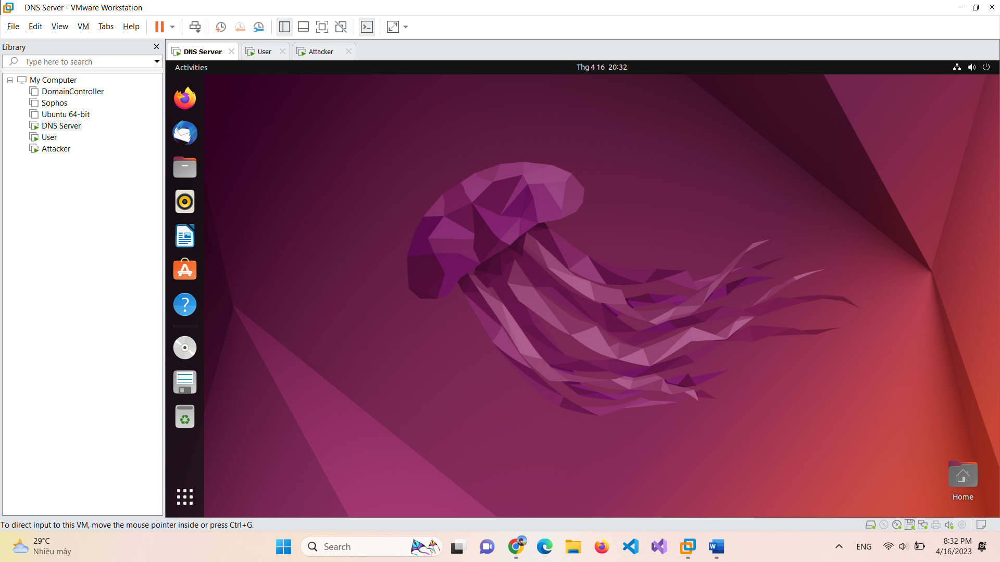 DNS Server - VMware Workstation
File Edit View VM Tabs Help
Library
Type here to search
My Computer
DomainController
Sophos
Ubuntu 64-bit
DNS Server
User
Attacker
DNS Server User Attacker
Activities
Thg 4 16 20:32
Home
To direct input to this VM, move the mouse pointer inside or press Ctrl+G.
29°C
Nhiều mây
Search
ENG
8:32 PM
4/16/2023